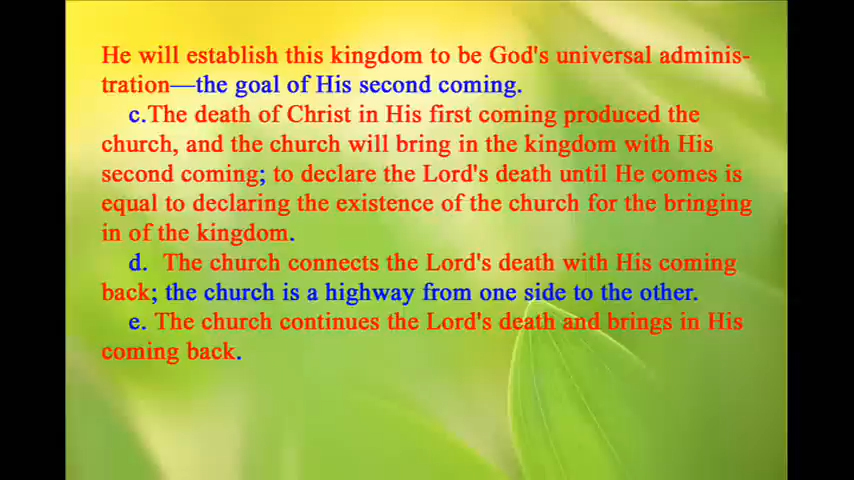 He will establish this kingdom to be God's universal adminis-
tration—the goal of His second coming.
c.The death of Christ in His first coming produced the
church, and the church will bring in the kingdom with His
second coming; to declare the Lord's death until He comes is
equal to declaring the existence of the church for the bringing
in of the kingdom.
d. The church connects the Lord's death with His coming
back; the church is a highway from one side to the other.
e. The church continues the Lord's death and brings in His
coming back.